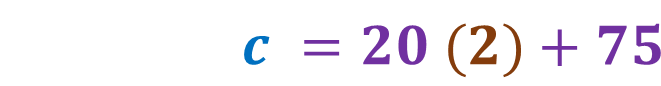 c = 20 (2) + 75